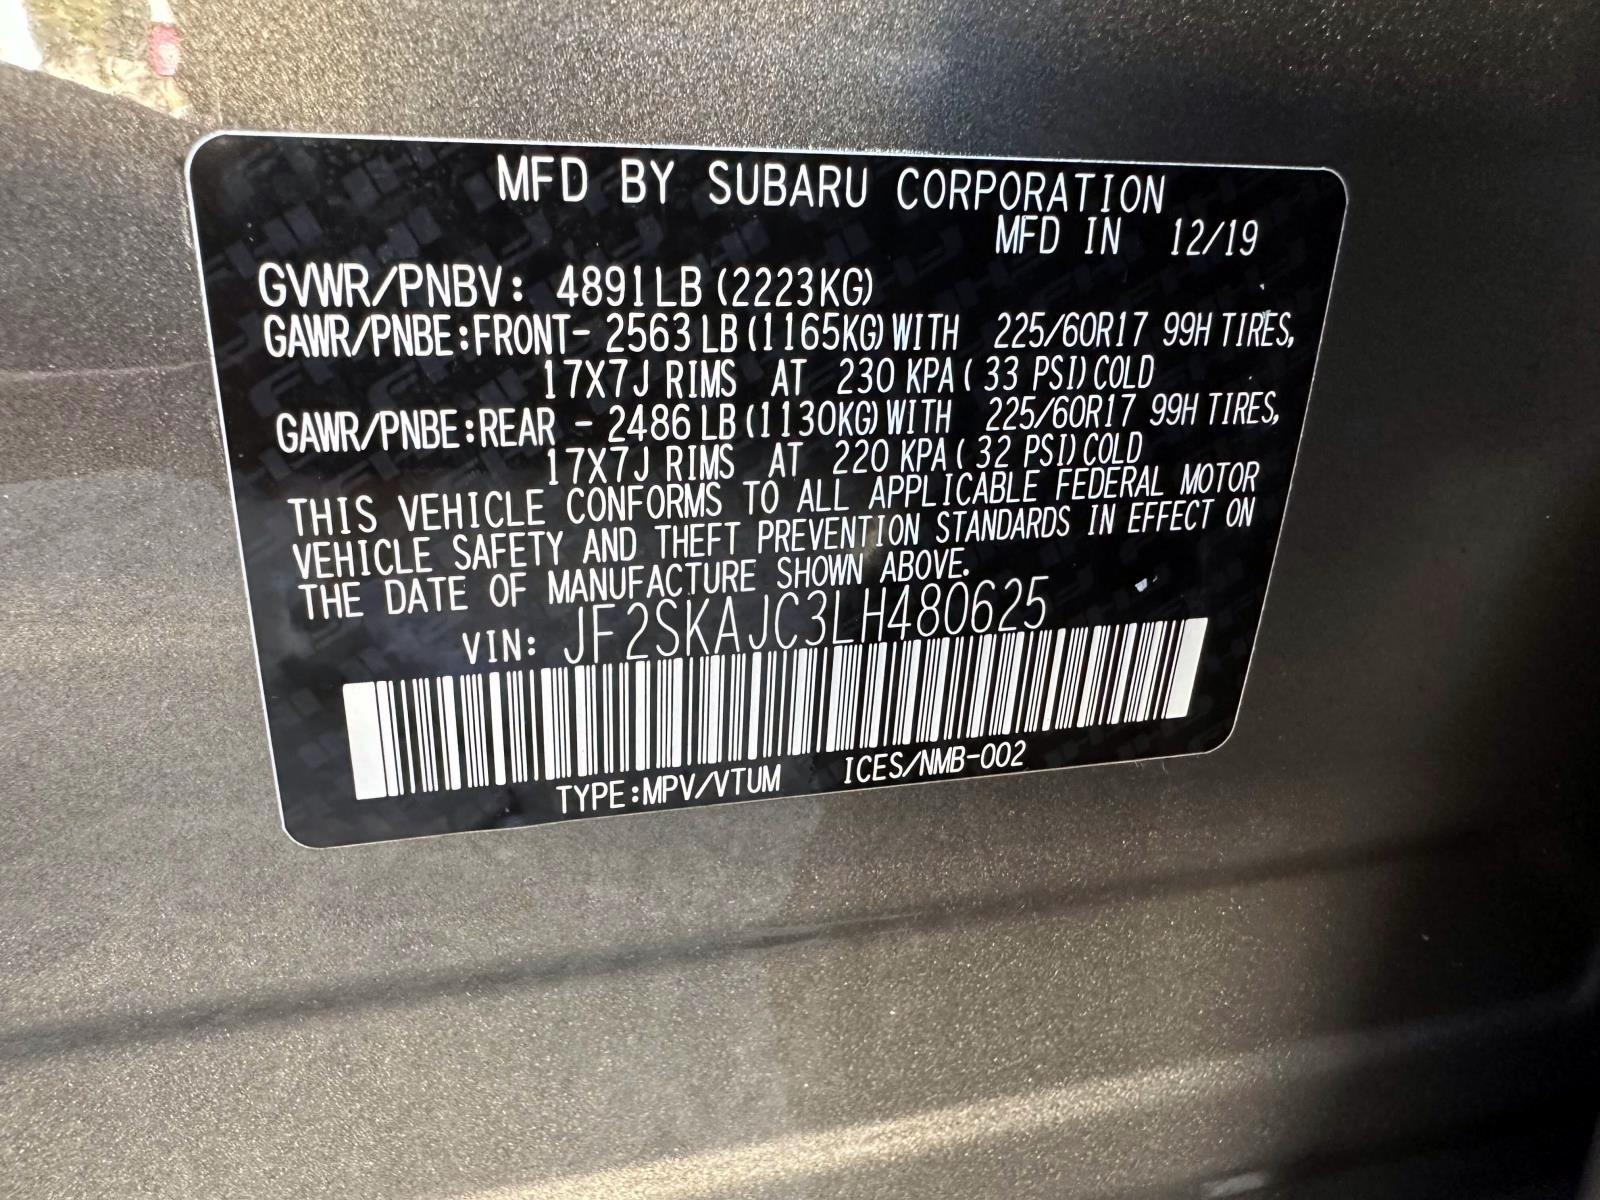 MFD BY SUBARU CORPORATION
MFD IN 12/19
GVWR/PNBV: 4891LB (2223KG)
GAWR/PNBE:FRONT- 2563 LB (1165KG) WITH 225/60R17 99H TIRES,
17X7J RIMS AT 230 KPA ( 33 PSI) COLD
GAWR/PNBE:REAR - 2486 LB (1130KG) WITH 225/60R17 99H TIRES,
17X7J RIMS AT 220 KPA ( 32 PSI) COLD
THIS VEHICLE CONFORMS TO ALL APPLICABLE FEDERAL MOTOR
VEHICLE SAFETY AND THEFT PREVENTION STANDARDS IN EFFECT ON
THE DATE OF MANUFACTURE SHOWN ABOVE.
VIN: JF2SKAJC3LH480625
TYPE:MPV/VTUM ICES/NMB-002